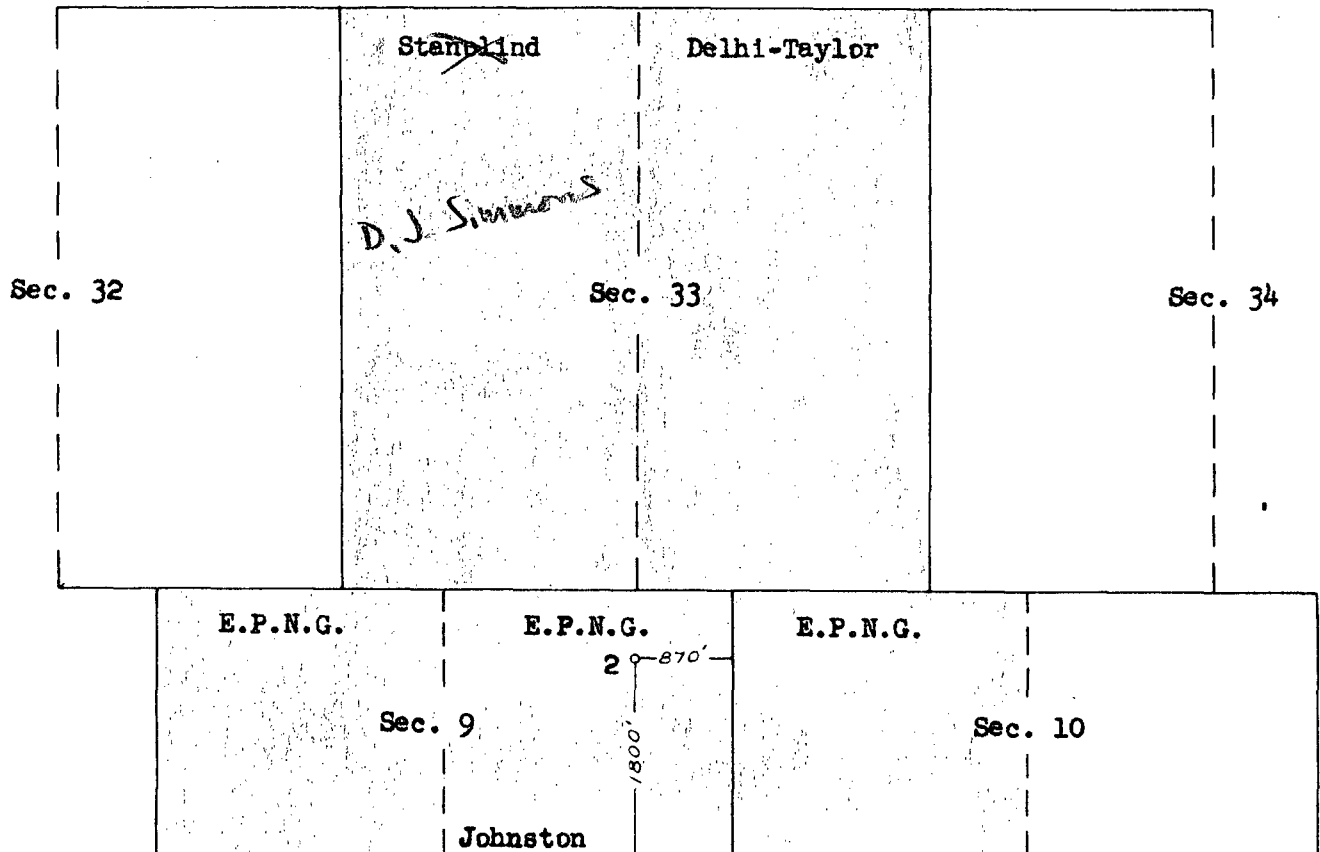 Stanolind
Delhi-Taylor
D.J Simmons
Sec. 32
Sec. 33
Sec. 34
E.P.N.G.
E.P.N.G.
E.P.N.G.
2
870'
Sec. 9
1800'
Sec. 10
Johnston